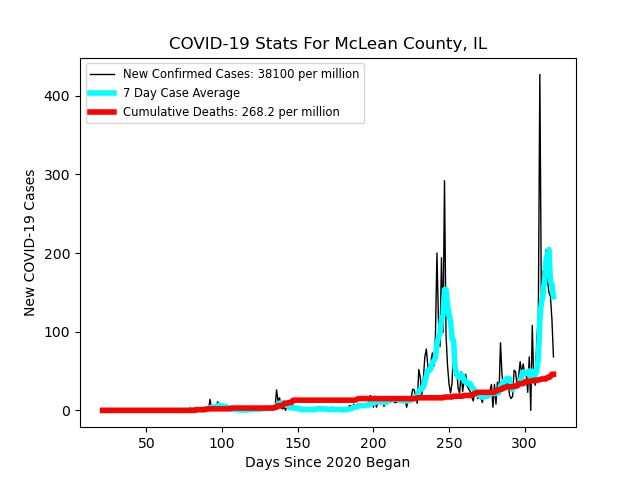 COVID-19 Stats For McLean County, IL
New Confirmed Cases: 38100 per million
7 Day Case Average
Cumulative Deaths: 268.2 per million
New COVID-19 Cases
400
300
200
100
0
50 100 150 200 250 300
Days Since 2020 Began